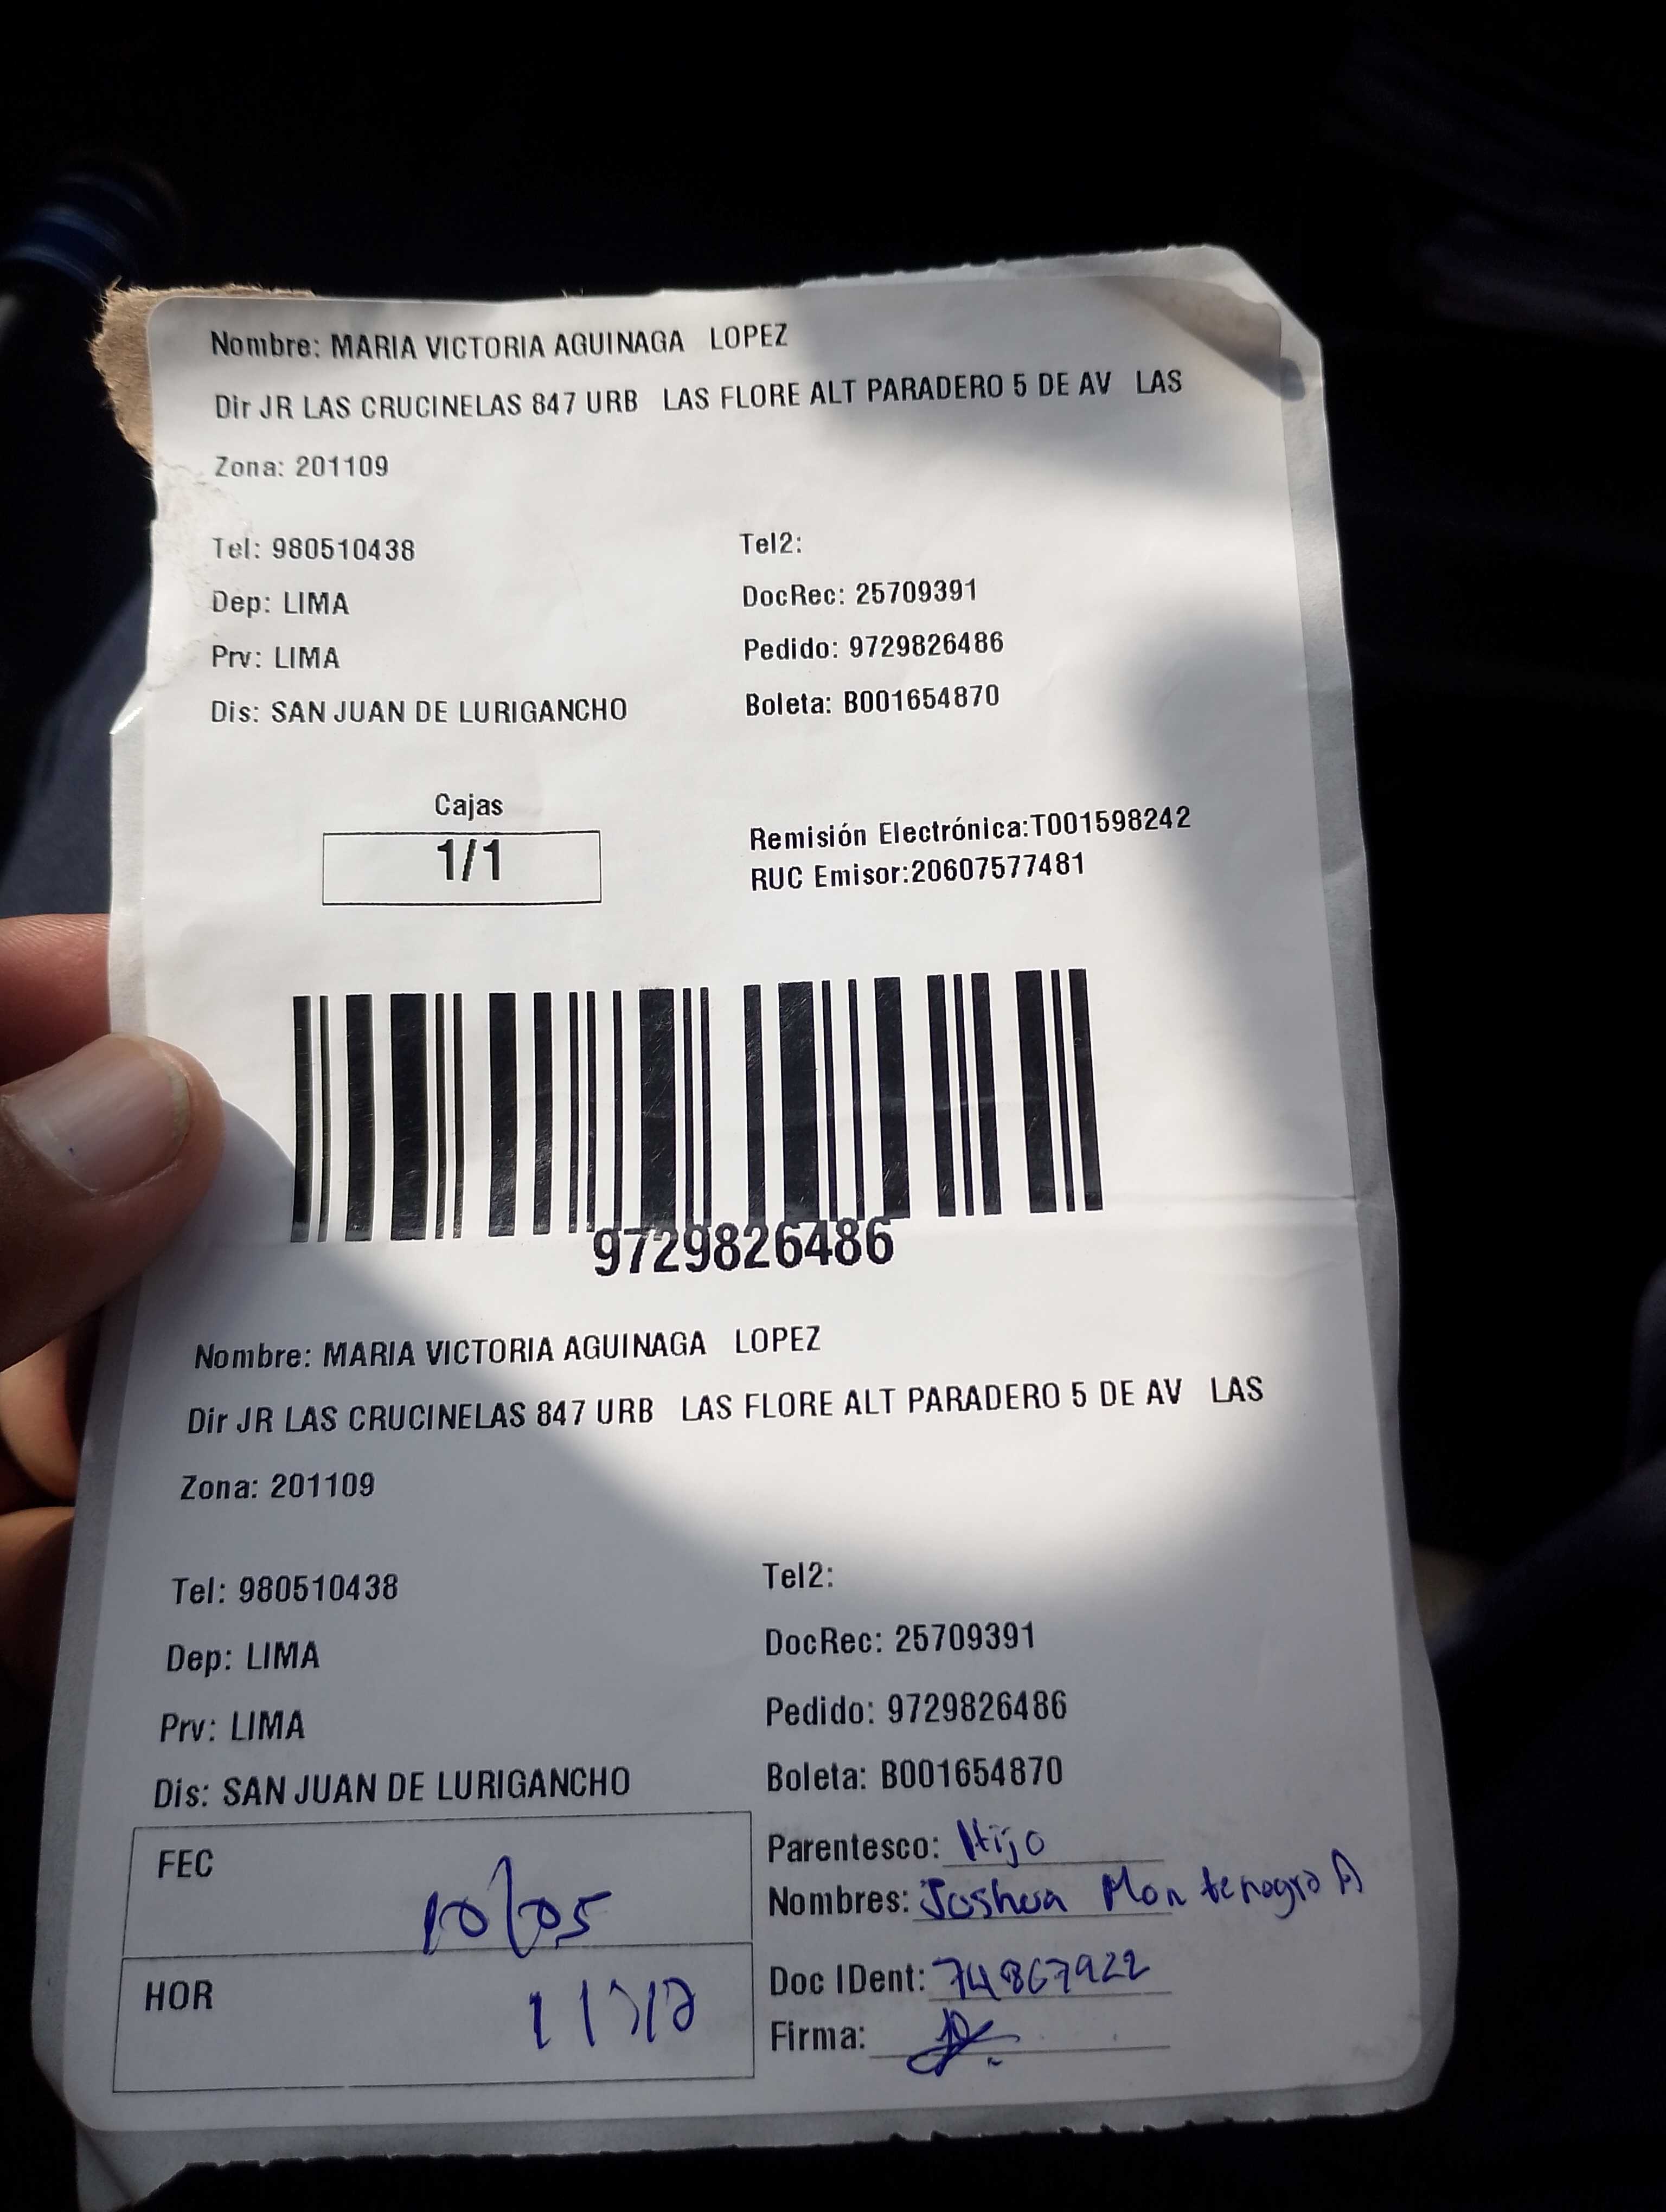 Nombre: MARIA VICTORIA AGUINAGA LOPEZ
Dir JR LAS CRUCINELAS 847 URB LAS FLORE ALT PARADERO 5 DE AV LAS
Zona: 201109
Tel: 980510438 Tel2:
Dep: LIMA DocRec: 25709391
Prv: LIMA Pedido: 9729826486
Dis: SAN JUAN DE LURIGANCHO Boleta: B001654870
Cajas
1/1
Remisión Electrónica:T001598242
RUC Emisor:20607577481
9729826486
Nombre: MARIA VICTORIA AGUINAGA LOPEZ
Dir JR LAS CRUCINELAS 847 URB LAS FLORE ALT PARADERO 5 DE AV LAS
Zona: 201109
Tel: 980510438 Tel2:
Dep: LIMA DocRec: 25709391
Prv: LIMA Pedido: 9729826486
Dis: SAN JUAN DE LURIGANCHO Boleta: B001654870
FEC 10/05
HOR
Parentesco: Hijo
Nombres: Joshua Montenegro A
Doc IDent: 74867922
Firma: